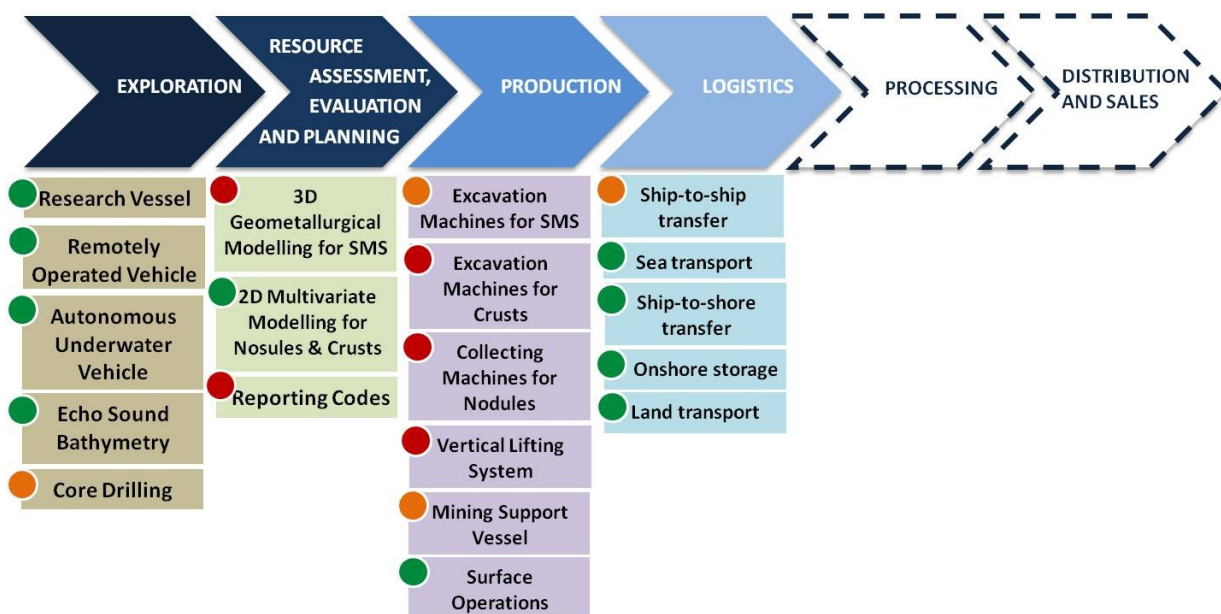 EXPLORATION
RESOURCE
ASSESSMENT,
EVALUATION
AND PLANNING
PRODUCTION
LOGISTICS
PROCESSING
DISTRIBUTION
AND SALES
Research Vessel
Remotely
Operated Vehicle
Autonomous
Underwater
Vehicle
Echo Sound
Bathymetry
Core Drilling
3D
Geometallurgical
Modelling for SMS
2D Multivariate
Modelling for
Nosules & Crusts
Reporting Codes
Excavation
Machines for SMS
Excavation
Machines for
Crusts
Collecting
Machines for
Nodules
Vertical Lifting
System
Mining Support
Vessel
Surface
Operations
Ship-to-ship
transfer
Sea transport
Ship-to-shore
transfer
Onshore storage
Land transport